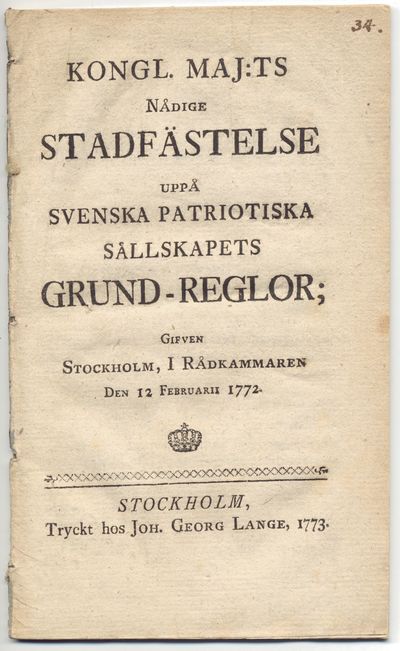 34.
KONGL. MAJ:TS
NÅDIGE
STADFÄSTELSE
UPPÅ
SVENSKA PATRIOTISKA
SÅLLSKAPETS
GRUND-REGLOR;
GIFVEN
STOCKHOLM, I RÅDKAMMAREN
DEN 12 FEBRUARII 1772.
STOCKHOLM,
Tryckt hos JOH. GEORG LANGE, 1773.